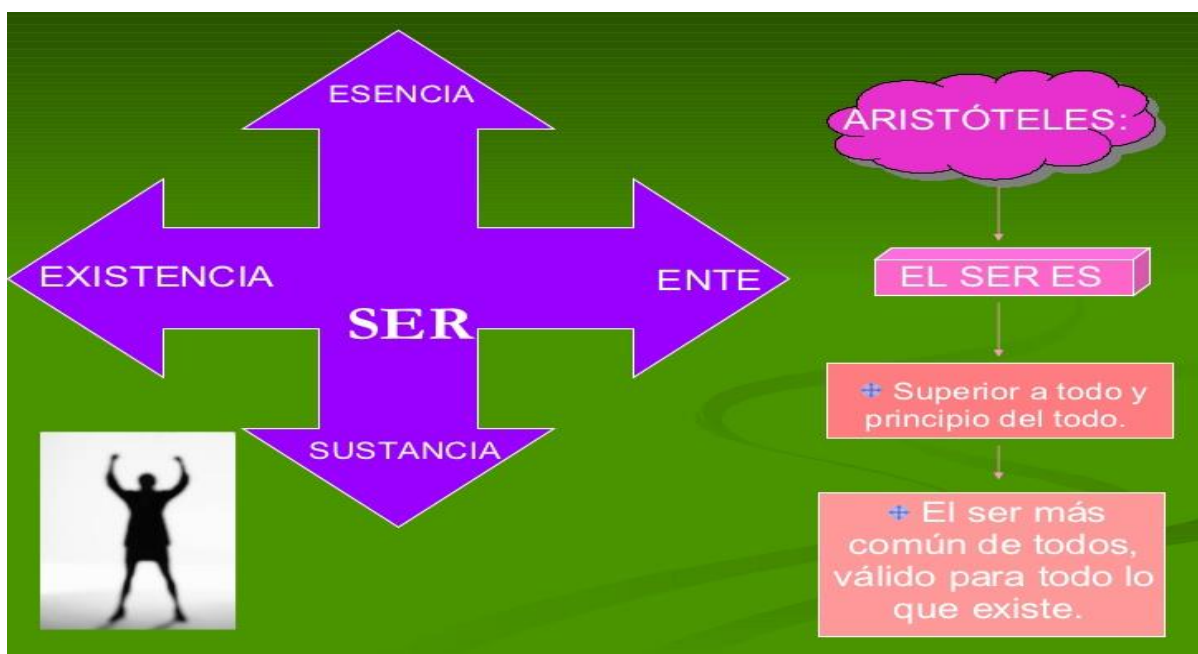 ESENCIA
EXISTENCIA
ENTE
SER
SUSTANCIA
ARISTÓTELES:
EL SER ES
Superior a todo y
principio del todo.
El ser más
común de todos,
válido para todo lo
que existe.